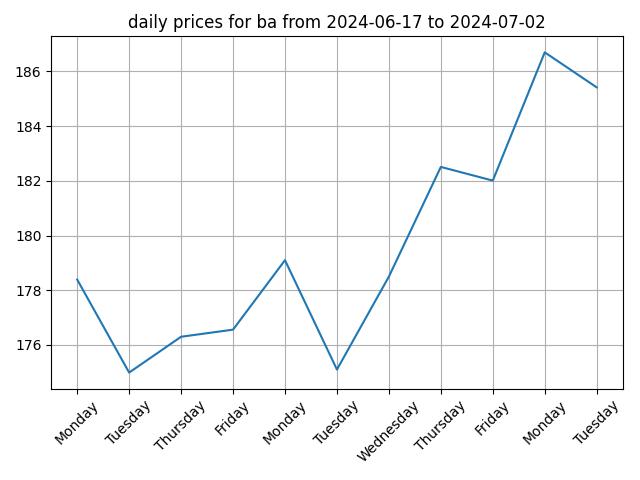 daily prices for ba from 2024-06-17 to 2024-07-02
186
184
182
180
178
176
Monday
Tuesday
Thursday
Friday
Monday
Tuesday
Wednesday
Thursday
Friday
Monday
Tuesday